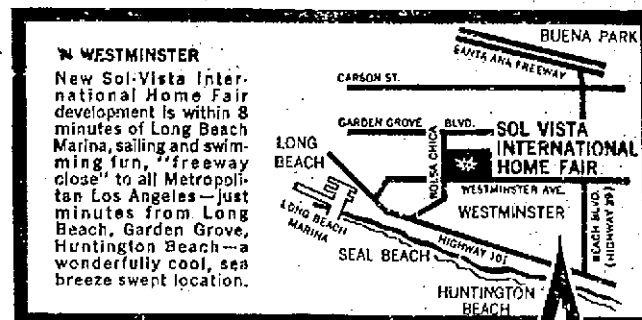 IN WESTMINSTER
New Sol-Vista Inter-
national Home Fair
development is within 8
minutes of Long Beach
Marina, sailing and swim-
ming fun, "freeway
close" to all Metropoli-
tan Los Angeles—just
minutes from Long
Beach, Garden Grove,
Huntington Beach—a
wonderfully cool, sea
breeze swept location.
BUENA PARK
SANTA ANA FREEWAY
CARSON ST.
GARDEN GROVE BLVD.
SOL VISTA
INTERNATIONAL
HOME FAIR
LONG
BEACH
BOLSA CHICA
WESTMINSTER AVE.
WESTMINSTER
LONG BEACH
MARINA
HIGHWAY 101
SEAL BEACH
BEACH BLVD.
(HIGHWAY 39)
HUNTINGTON
BEACH